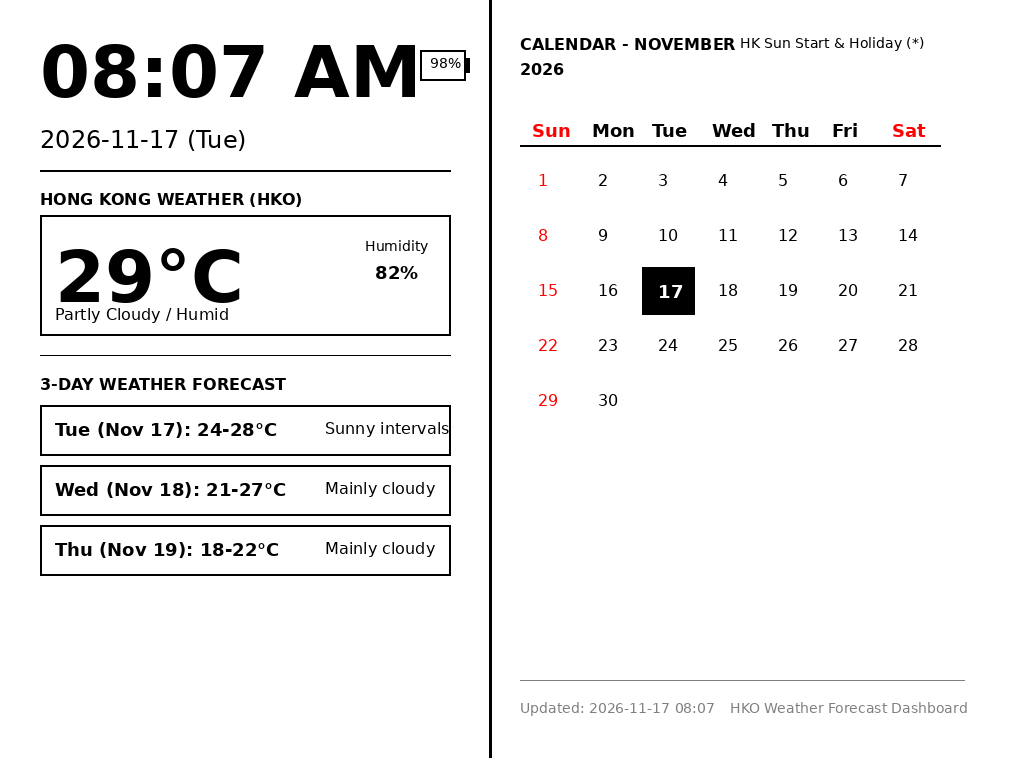 08:07 AM
98%
2026-11-17 (Tue)
HONG KONG WEATHER (HKO)
29°C
Humidity
82%
Partly Cloudy / Humid
3-DAY WEATHER FORECAST
Tue (Nov 17): 24-28°C Sunny intervals
Wed (Nov 18): 21-27°C Mainly cloudy
Thu (Nov 19): 18-22°C Mainly cloudy
CALENDAR - NOVEMBER 2026
HK Sun Start & Holiday (*)
Sun Mon Tue Wed Thu Fri Sat
1 2 3 4 5 6 7
8 9 10 11 12 13 14
15 16 17 18 19 20 21
22 23 24 25 26 27 28
29 30
Updated: 2026-11-17 08:07 HKO Weather Forecast Dashboard